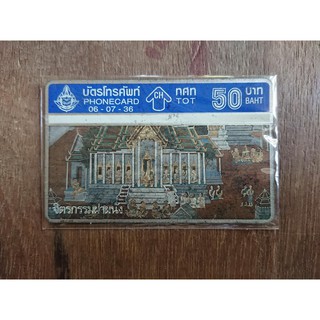 บัตรโทรศัพท์
PHONECARD
06 - 07 - 36
CH
ทศท
TOT
50 บาท
BAHT
จิตรกรรมฝาผนัง